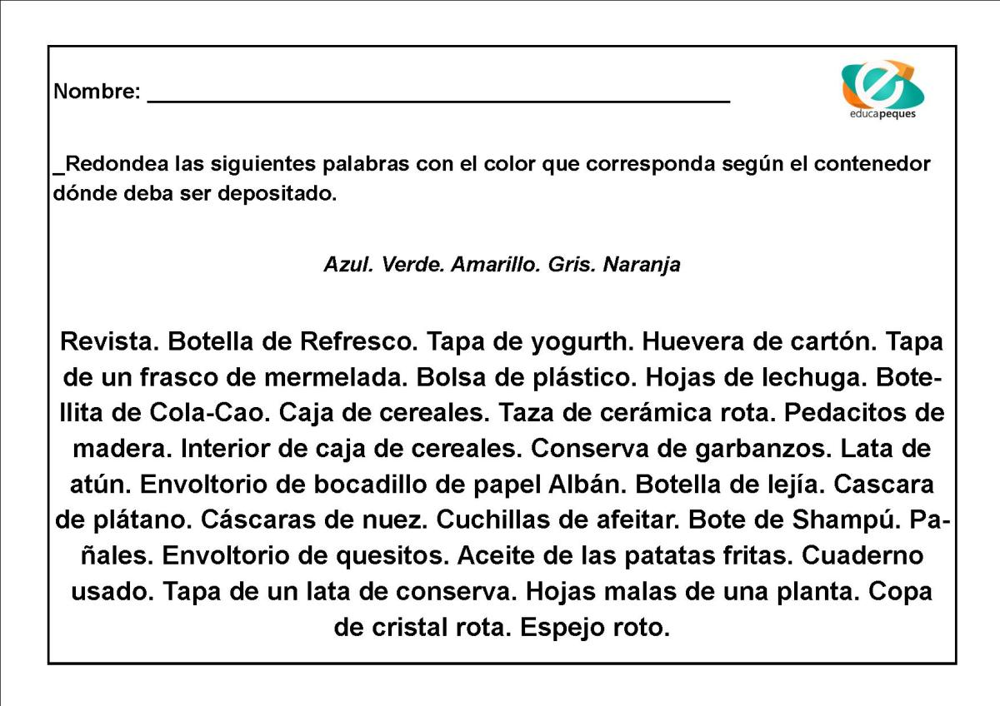 Nombre: ____________________
educapeques
_Redondea las siguientes palabras con el color que corresponda según el contenedor
dónde deba ser depositado.
Azul. Verde. Amarillo. Gris. Naranja
Revista. Botella de Refresco. Tapa de yogurth. Huevera de cartón. Tapa
de un frasco de mermelada. Bolsa de plástico. Hojas de lechuga. Bote-
llita de Cola-Cao. Caja de cereales. Taza de cerámica rota. Pedacitos de
madera. Interior de caja de cereales. Conserva de garbanzos. Lata de
atún. Envoltorio de bocadillo de papel Albán. Botella de lejía. Cascara
de plátano. Cáscaras de nuez. Cuchillas de afeitar. Bote de Shampú. Pa-
ñales. Envoltorio de quesitos. Aceite de las patatas fritas. Cuaderno
usado. Tapa de un lata de conserva. Hojas malas de una planta. Copa
de cristal rota. Espejo roto.